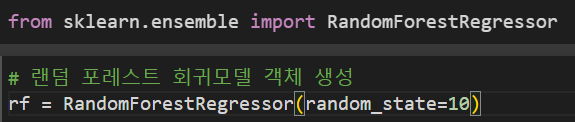 from sklearn.ensemble import RandomForestRegressor
# 랜덤 포레스트 회귀모델 객체 생성
rf = RandomForestRegressor(random_state=10)